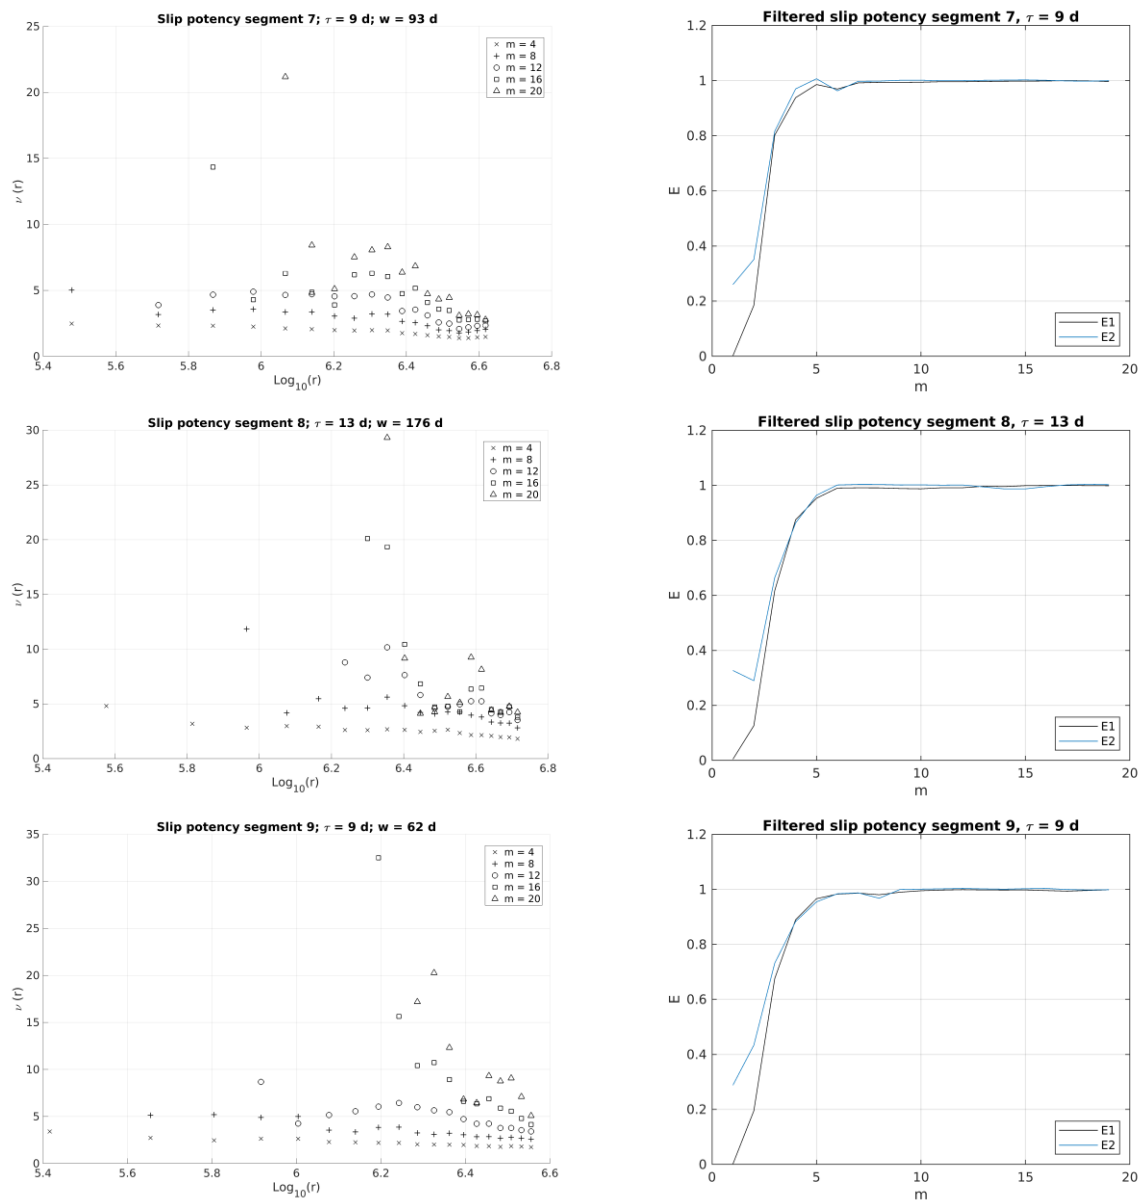 Slip potency segment 7; τ = 9 d; w = 93 d
25
20
15
10
5
0
ν (r)
5.4 5.6 5.8 6 6.2 6.4 6.6 6.8
Log10(r)
m = 4
m = 8
m = 12
m = 16
m = 20
Filtered slip potency segment 7, τ = 9 d
1.2
1
0.8
0.6
0.4
0.2
0
E
0 5 10 15 20
m
E1
E2
Slip potency segment 8; τ = 13 d; w = 176 d
30
25
20
15
10
5
0
ν (r)
5.4 5.6 5.8 6 6.2 6.4 6.6 6.8
Log10(r)
m = 4
m = 8
m = 12
m = 16
m = 20
Filtered slip potency segment 8, τ = 13 d
1.2
1
0.8
0.6
0.4
0.2
0
E
0 5 10 15 20
m
E1
E2
Slip potency segment 9; τ = 9 d; w = 62 d
35
30
25
20
15
10
5
0
ν (r)
5.4 5.6 5.8 6 6.2 6.4 6.6
Log10(r)
m = 4
m = 8
m = 12
m = 16
m = 20
Filtered slip potency segment 9, τ = 9 d
1.2
1
0.8
0.6
0.4
0.2
0
E
0 5 10 15 20
m
E1
E2